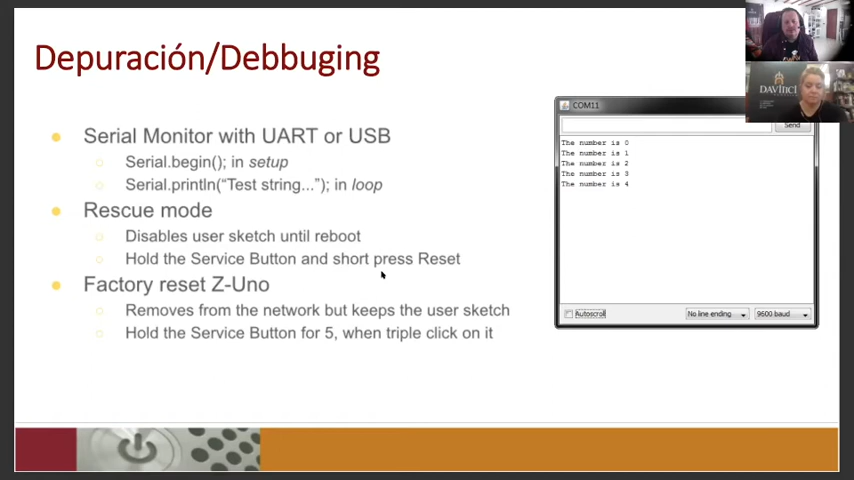 Depuración/Debbuging
Serial Monitor with UART or USB
Serial.begin(); in setup
Serial.println(“Test string...”); in loop
Rescue mode
Disables user sketch until reboot
Hold the Service Button and short press Reset
Factory reset Z-Uno
Removes from the network but keeps the user sketch
Hold the Service Button for 5, when triple click on it
COM11
Send
The number is 0
The number is 1
The number is 2
The number is 3
The number is 4
Autoscroll
No line ending
9600 baud
DAVINCI